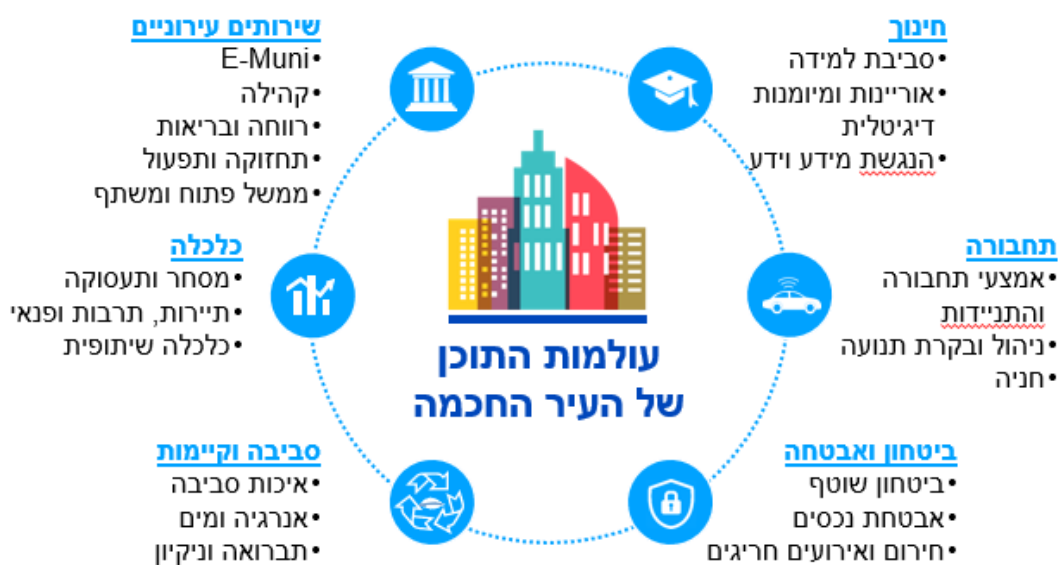 חינוך
•סביבת למידה
•אוריינות ומיומנות
דיגיטלית
•הנגשת מידע וידע
תחבורה
•אמצעי תחבורה
והתניידות
•ניהול ובקרת תנועה
•חניה
ביטחון ואבטחה
•ביטחון שוטף
•אבטחת נכסים
•חירום ואירועים חריגים
עולמות התוכן
של העיר החכמה
שירותים עירוניים
•E-Muni
•קהילה
•רווחה ובריאות
•תחזוקה ותפעול
•ממשל פתוח ומשתף
כלכלה
•מסחר ותעסוקה
•תיירות, תרבות ופנאי
•כלכלה שיתופית
סביבה וקיימות
•איכות סביבה
•אנרגיה ומים
•תברואה וניקיון